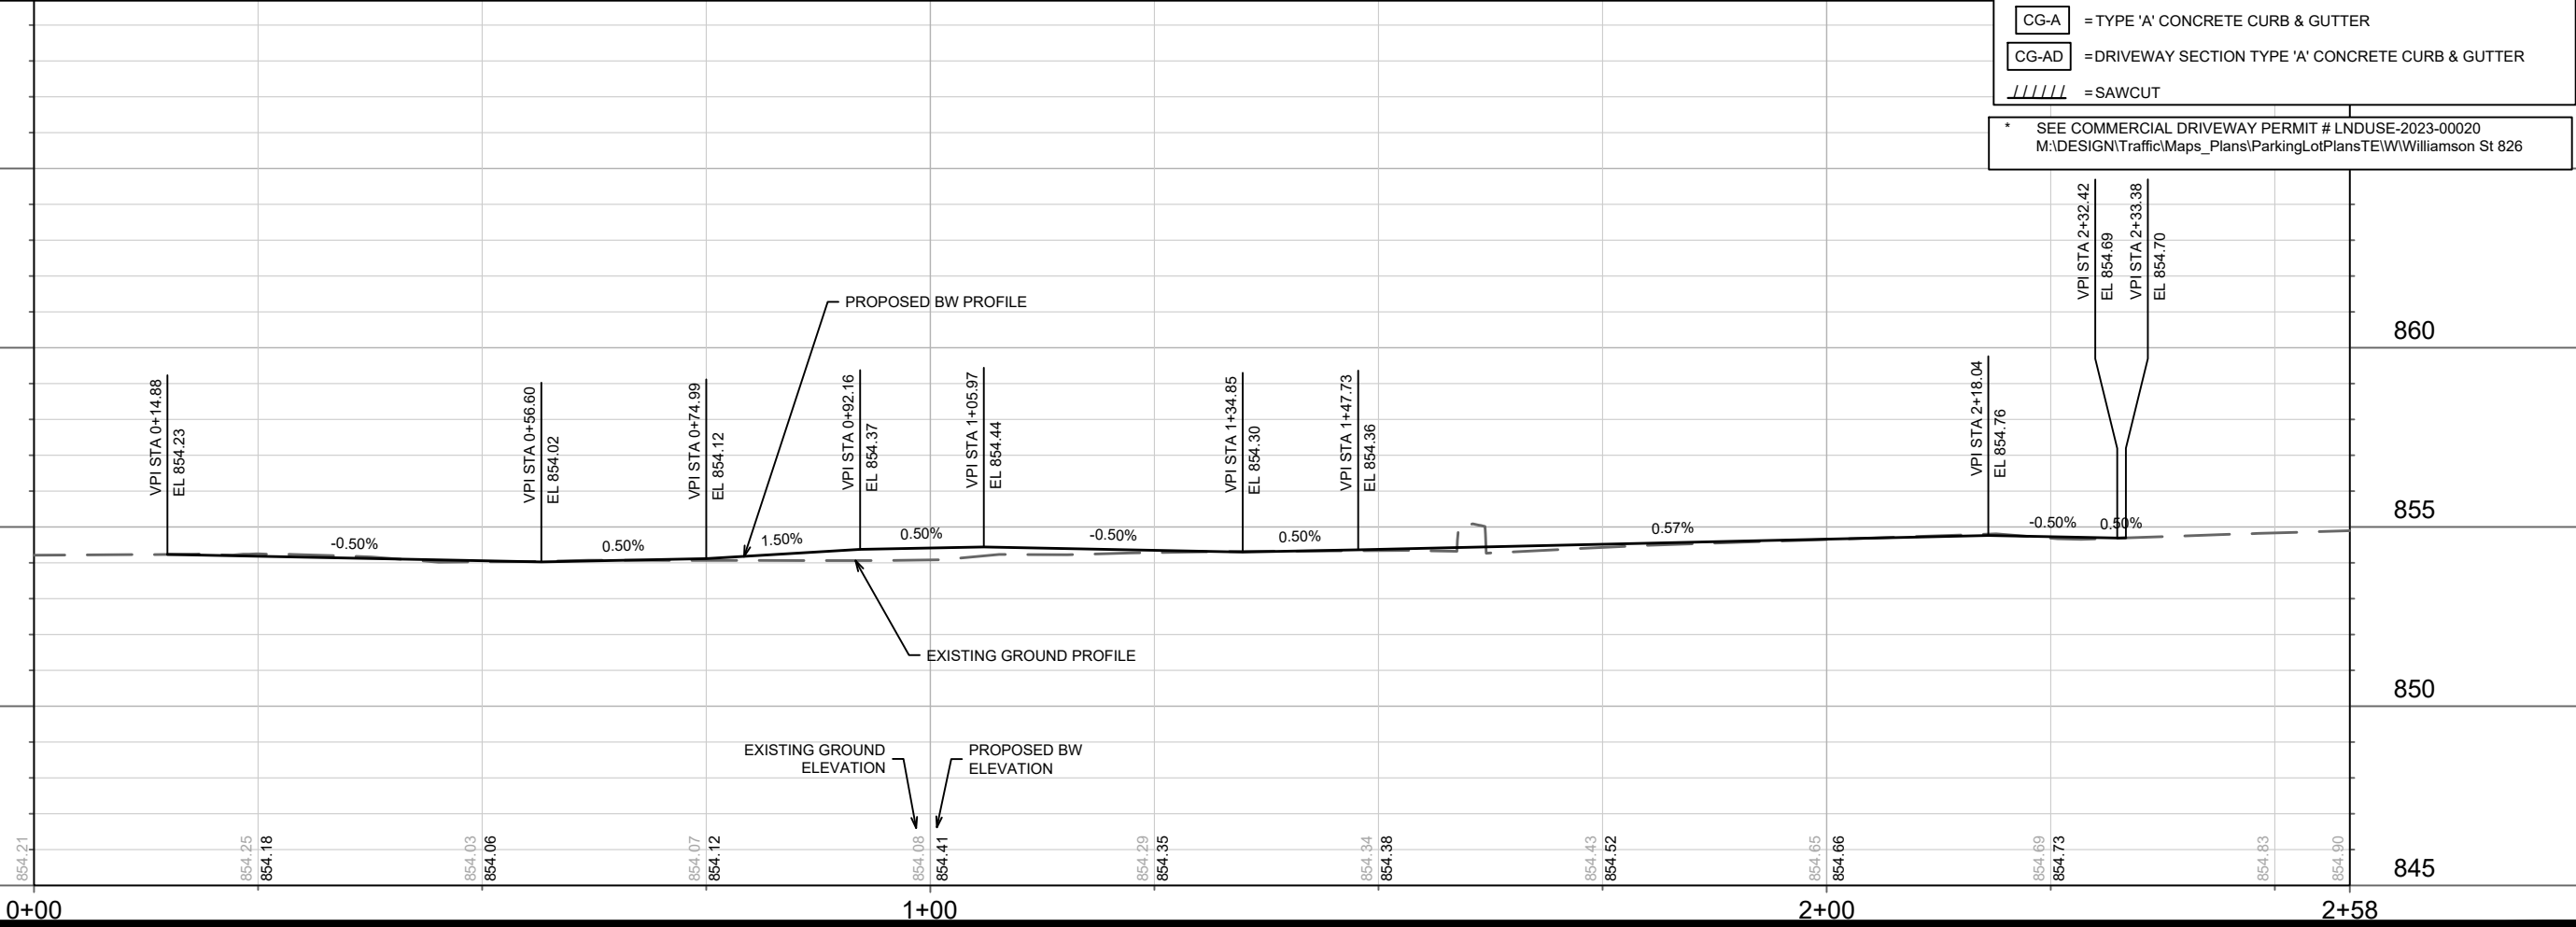 CG-A =TYPE 'A' CONCRETE CURB & GUTTER
CG-AD =DRIVEWAY SECTION TYPE 'A' CONCRETE CURB & GUTTER
=SAWCUT
* SEE COMMERCIAL DRIVEWAY PERMIT # LNDUSE-2023-00020
M:\DESIGN\Traffic\Maps_Plans\ParkingLotPlansTE\W\Williamson St 826
VPI STA 2+32.42
EL 854.69
VPI STA 2+33.38
EL 854.70
PROPOSED BW PROFILE
860
VPI STA 0+14.88
EL 854.23
VPI STA 0+56.60
EL 854.02
VPI STA 0+74.99
EL 854.12
VPI STA 0+92.16
EL 854.37
VPI STA 1+05.97
EL 854.44
VPI STA 1+34.85
EL 854.30
VPI STA 1+47.73
EL 854.36
VPI STA 2+18.04
EL 854.76
855
-0.50%
0.50%
1.50%
0.50%
-0.50%
0.50%
0.57%
-0.50%
0.50%
EXISTING GROUND PROFILE
850
EXISTING GROUND
ELEVATION
PROPOSED BW
ELEVATION
854.21
854.25
854.18
854.03
854.06
854.07
854.12
854.08
854.41
854.29
854.35
854.34
854.38
854.43
854.52
854.65
854.66
854.69
854.73
854.83
854.90
845
0+00
1+00
2+00
2+58